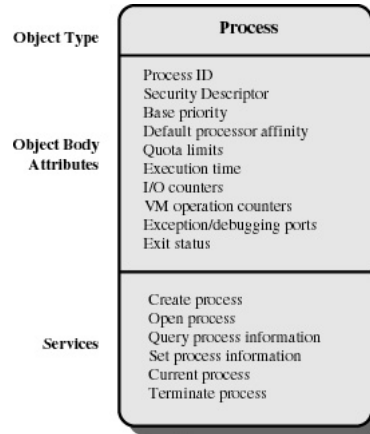 Object Type
Process
Object Body
Attributes
Process ID
Security Descriptor
Base priority
Default processor affinity
Quota limits
Execution time
I/O counters
VM operation counters
Exception/debugging ports
Exit status
Services
Create process
Open process
Query process information
Set process information
Current process
Terminate process